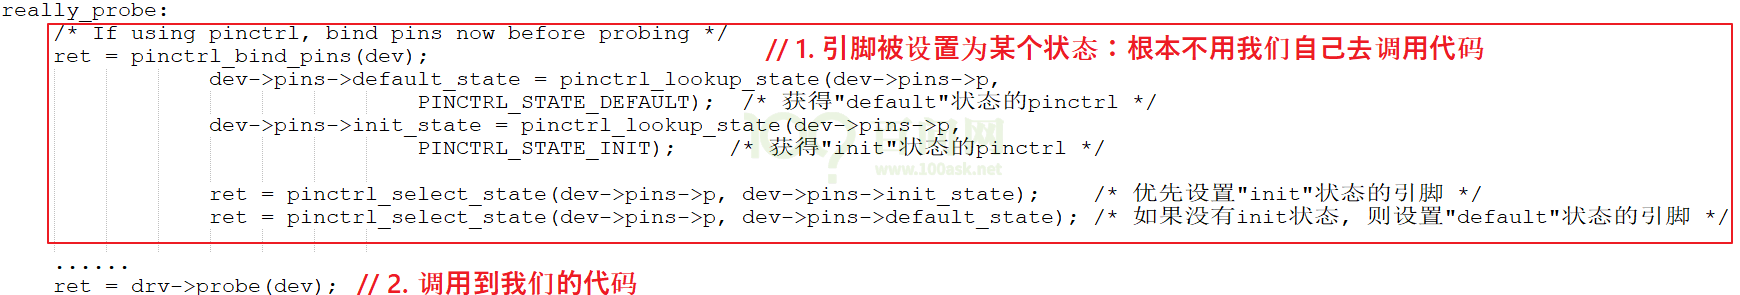 really_probe:
/* If using pinctrl, bind pins now before probing */
ret = pinctrl_bind_pins(dev); // 1. 引脚被设置为某个状态：根本不用我们自己去调用代码
dev->pins->default_state = pinctrl_lookup_state(dev->pins->p,
PINCTRL_STATE_DEFAULT); /* 获得"default"状态的pinctrl */
dev->pins->init_state = pinctrl_lookup_state(dev->pins->p,
PINCTRL_STATE_INIT); /* 获得"init"状态的pinctrl */
www.100ask.net
ret = pinctrl_select_state(dev->pins->p, dev->pins->init_state); /* 优先设置"init"状态的引脚 */
ret = pinctrl_select_state(dev->pins->p, dev->pins->default_state); /* 如果没有init状态, 则设置"default"状态的引脚 */
......
ret = drv->probe(dev); // 2. 调用到我们的代码